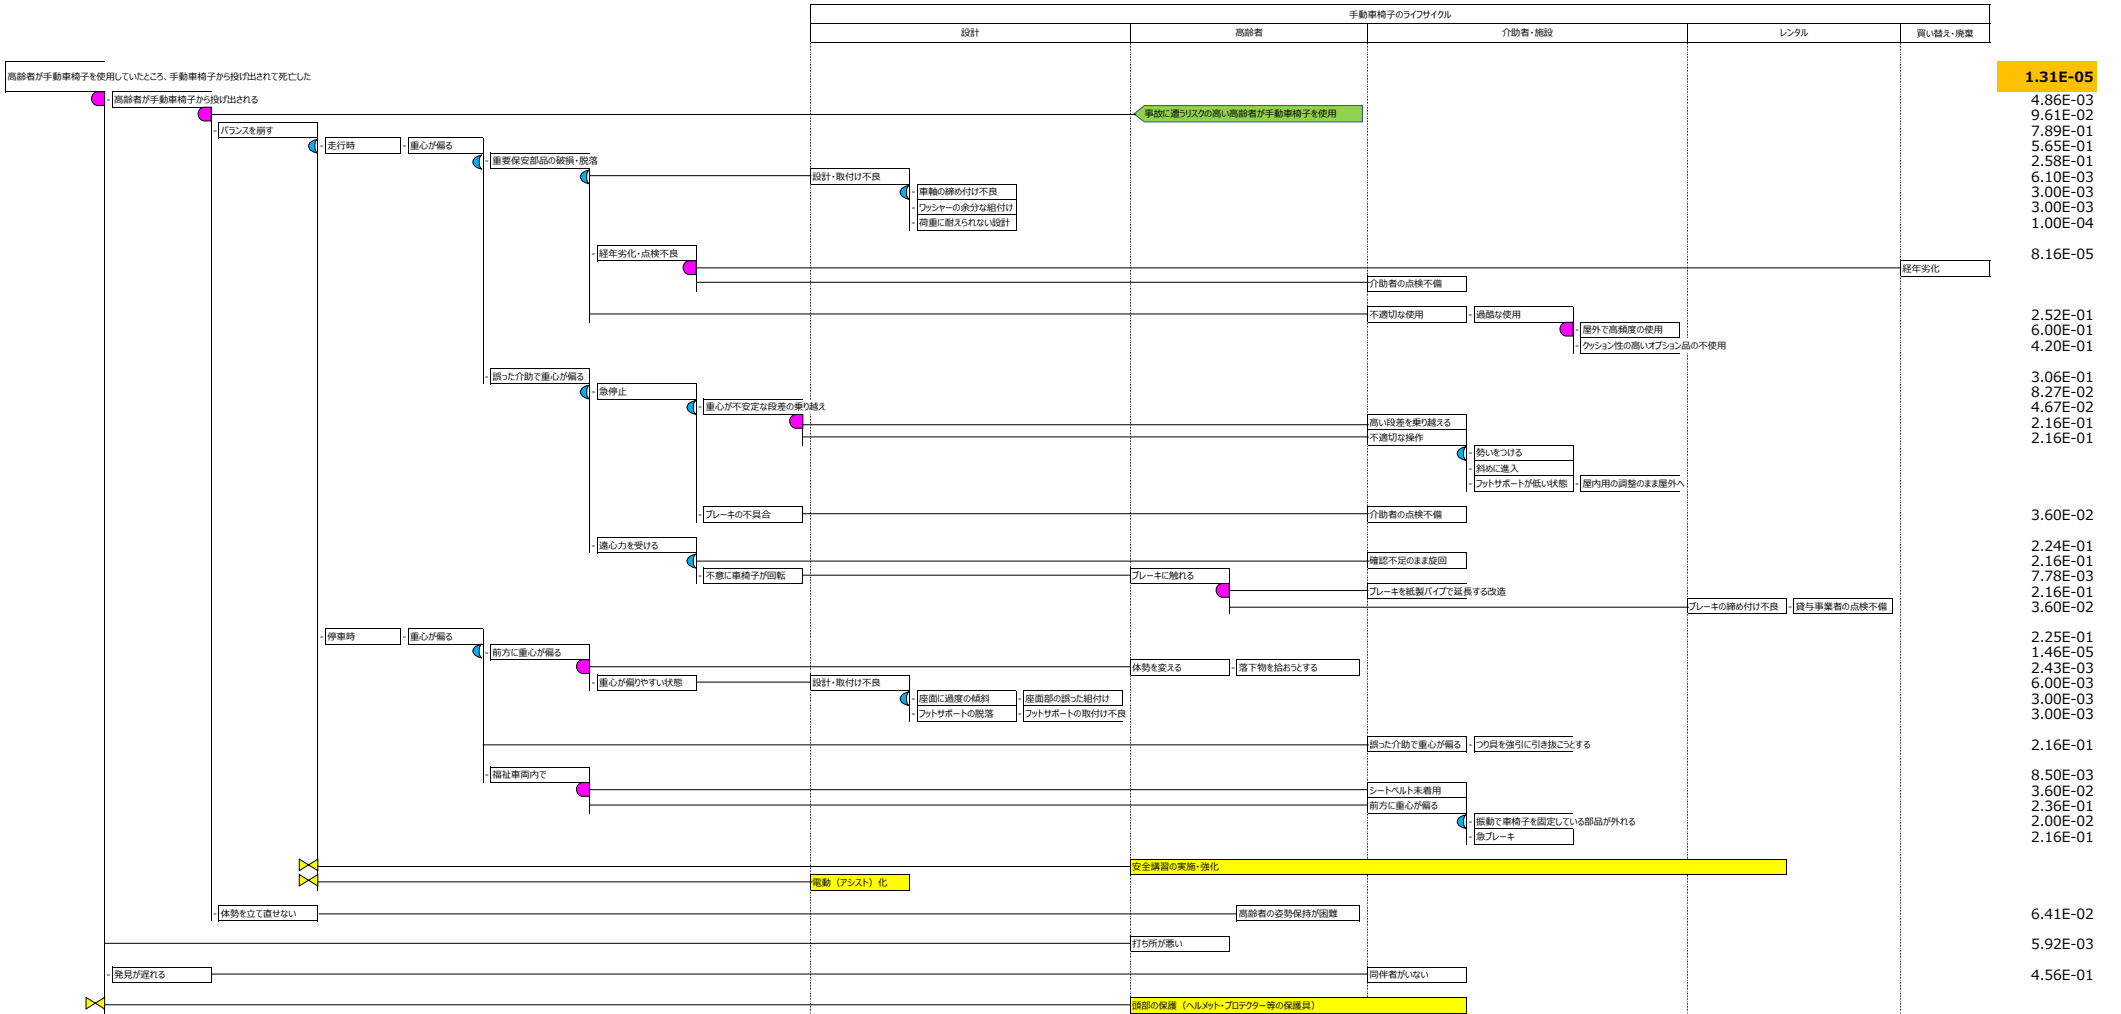 手動車椅子のライフサイクル
設計 高齢者 介助者・施設 レンタル 買い替え・廃棄
高齢者が手動車椅子を使用していたところ、手動車椅子から投げ出されて死亡した 1.31E-05
- 高齢者が手動車椅子から投げ出される 4.86E-03
事故に遭うリスクの高い高齢者が手動車椅子を使用 9.61E-02
- バランスを崩す 7.89E-01
- 走行時 - 重心が偏る 5.65E-01
- 重要保安部品の破損・脱落 2.58E-01
設計・取付け不良 6.10E-03
- 車軸の締め付け不良 3.00E-03
- ワッシャーの余分な組付け 3.00E-03
- 荷重に耐えられない設計 1.00E-04
- 経年劣化・点検不良 8.16E-05
経年劣化
介助者の点検不備
不適切な使用 - 過酷な使用 2.52E-01
- 屋外で高頻度の使用 6.00E-01
- クッション性の高いオプション品の不使用 4.20E-01
- 誤った介助で重心が偏る 3.06E-01
- 急停止 8.27E-02
- 重心が不安定な段差の乗り越え 4.67E-02
高い段差を乗り越える 2.16E-01
不適切な操作 2.16E-01
- 勢いをつける
- 斜めに進入
- フットサポートが低い状態 - 屋内用の調整のまま屋外へ
- ブレーキの不具合 介助者の点検不備 3.60E-02
- 遠心力を受ける 2.24E-01
確認不足のまま旋回 2.16E-01
- 不意に車椅子が回転 ブレーキに触れる 7.78E-03
ブレーキを紙製パイプで延長する改造 2.16E-01
ブレーキの締め付け不良 - 貸与事業者の点検不備 3.60E-02
- 停車時 - 重心が偏る 2.25E-01
- 前方に重心が偏る 1.46E-05
体勢を変える - 落下物を拾おうとする 2.43E-03
- 重心が偏りやすい状態 設計・取付け不良 6.00E-03
- 座面に過度の傾斜 - 座面部の誤った組付け 3.00E-03
- フットサポートの脱落 - フットサポートの取付け不良 3.00E-03
誤った介助で重心が偏る - つり具を強引に引き抜こうとする 2.16E-01
- 福祉車両内で 8.50E-03
シートベルト未着用 3.60E-02
前方に重心が偏る 2.36E-01
- 振動で車椅子を固定している部品が外れる 2.00E-02
- 急ブレーキ 2.16E-01
安全講習の実施・強化
電動（アシスト）化
- 体勢を立て直せない 高齢者の姿勢保持が困難 6.41E-02
打ち所が悪い 5.92E-03
- 発見が遅れる 同伴者がいない 4.56E-01
頭部の保護（ヘルメット・プロテクター等の保護具）